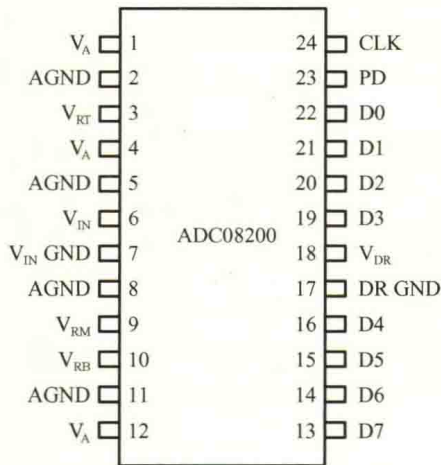 V_A 1 24 CLK
AGND 2 23 PD
V_RT 3 22 D0
V_A 4 21 D1
AGND 5 20 D2
V_IN 6 19 D3
ADC08200
V_IN GND 7 18 V_DR
AGND 8 17 DR GND
V_RM 9 16 D4
V_RB 10 15 D5
AGND 11 14 D6
V_A 12 13 D7